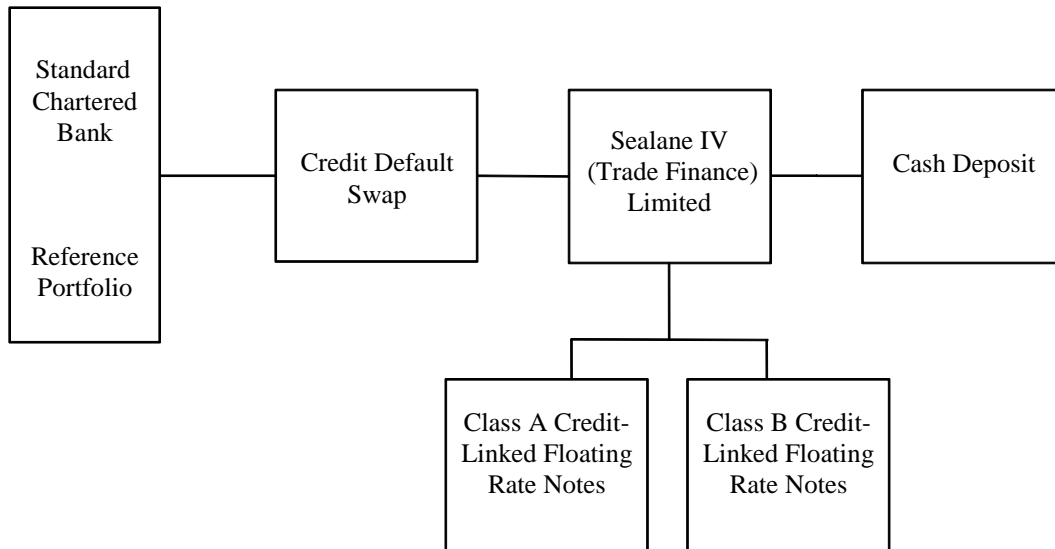 Standard
Chartered
Bank
Reference
Portfolio
Credit Default
Swap
Sealane IV
(Trade Finance)
Limited
Cash Deposit
Class A Credit-
Linked Floating
Rate Notes
Class B Credit-
Linked Floating
Rate Notes